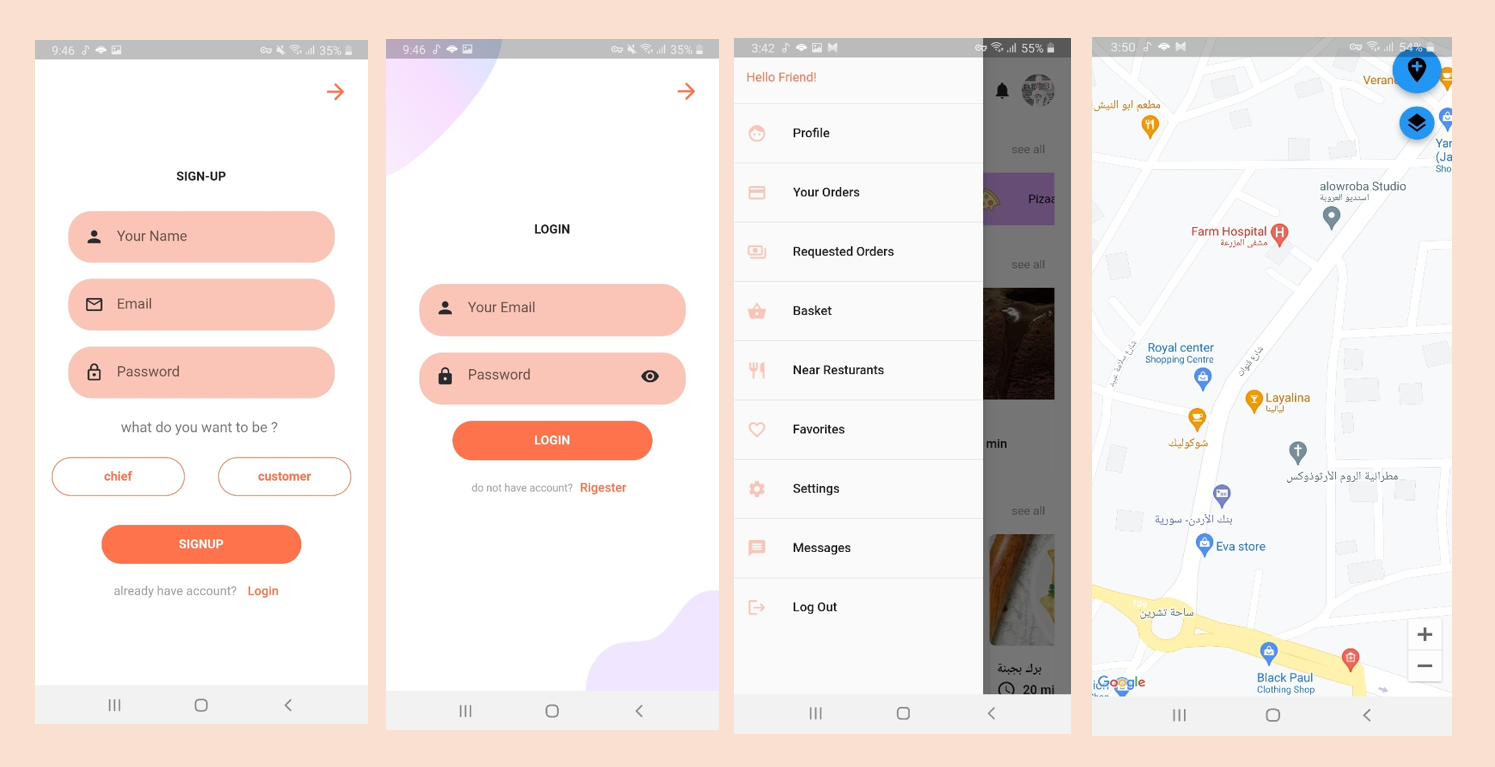 9:46
35%
SIGN-UP
Your Name
Email
Password
what do you want to be ?
chief
customer
SIGNUP
already have account? Login
9:46
35%
LOGIN
Your Email
Password
LOGIN
do not have account? Rigester
3:42
55%
Hello Friend!
Profile
Your Orders
Requested Orders
Basket
Near Resturants
Favorites
Settings
Messages
Log Out
see all
Pizaa
see all
min
see all
برك بجبنة
20 mi
3:50
54%
Veran
مطعم ابو النيش
Yar
(Ja
Sho
alowroba Studio
استديو العروبة
Farm Hospital
مشفى المزرعة
Royal center
Shopping Centre
شارع سلامة عبيد
شارع قنوات
Layalina
ليالينا
شوكوليك
مطرانية الروم الأرثوذوكس
بنك الأردن- سورية
Eva store
ساحة تشرين
+
−
Black Paul
Clothing Shop
Google